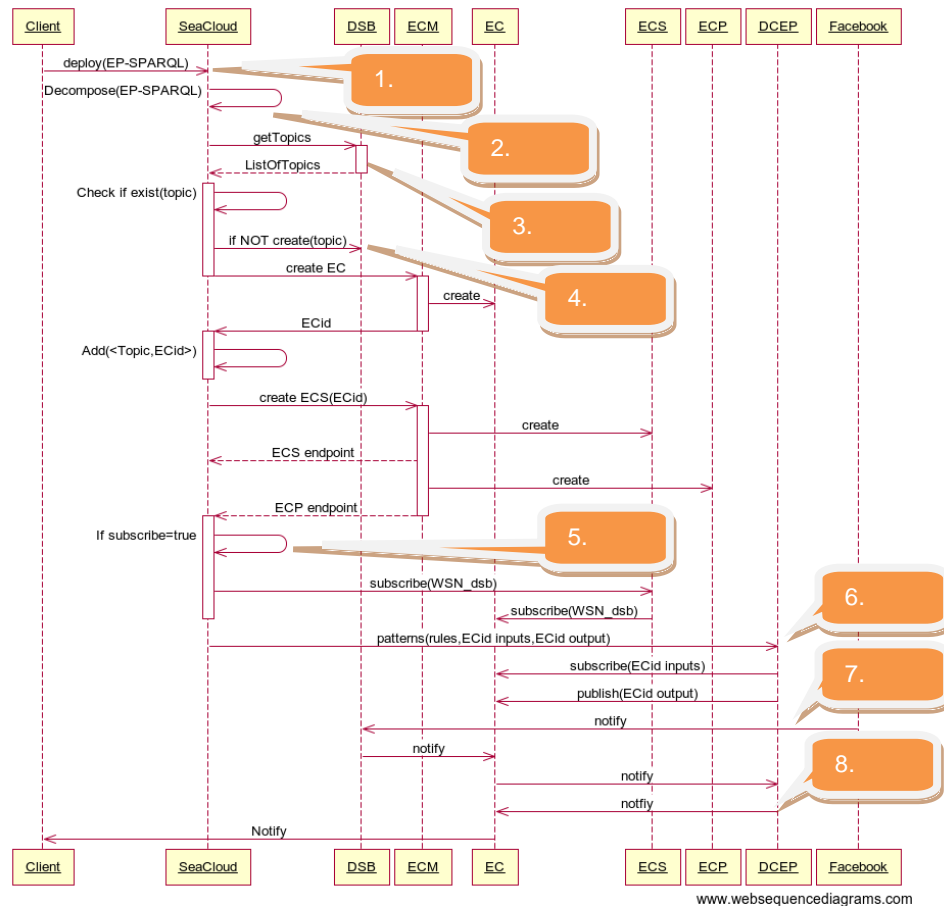 Client SeaCloud DSB ECM EC ECS ECP DCEP Facebook
deploy(EP-SPARQL)
1.
Decompose(EP-SPARQL)
2.
getTopics
ListOfTopics
Check if exist(topic)
3.
if NOT create(topic)
create EC
4.
create
ECid
Add(<Topic,ECid>)
create ECS(ECid)
create
ECS endpoint
create
ECP endpoint
If subscribe=true
5.
subscribe(WSN_dsb)
6.
subscribe(WSN_dsb)
patterns(rules,ECid inputs,ECid output)
subscribe(ECid inputs)
7.
publish(ECid output)
notify
notify
8.
notify
notfiy
Notify
Client SeaCloud DSB ECM EC ECS ECP DCEP Facebook
www.websequencediagrams.com